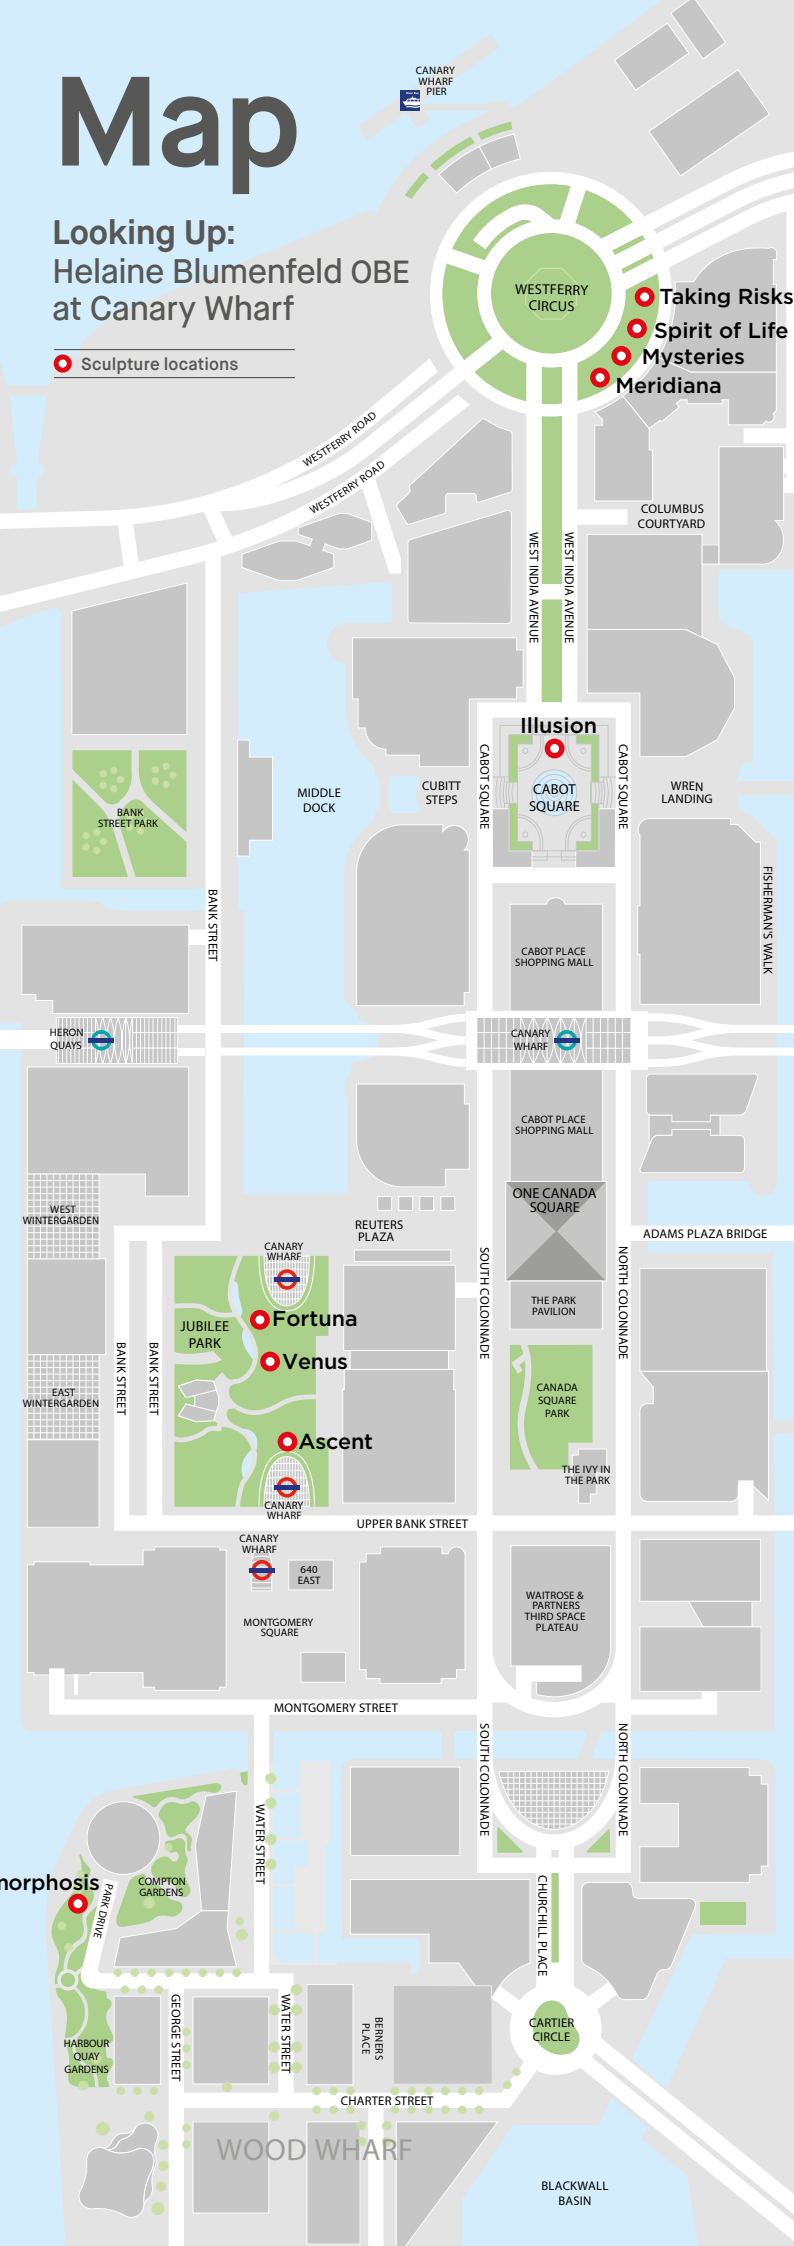 CANARY
WHARF
PIER
Map
Looking Up:
Helaine Blumenfeld OBE
at Canary Wharf
Sculpture locations
WESTFERRY
CIRCUS
Taking Risks
Spirit of Life
Mysteries
Meridiana
WESTFERRY ROAD
WESTFERRY ROAD
COLUMBUS
COURTYARD
WEST INDIA AVENUE
WEST INDIA AVENUE
Illusion
CABOT SQUARE
CABOT SQUARE
CABOT
SQUARE
MIDDLE
DOCK
CUBITT
STEPS
WREN
LANDING
BANK
STREET PARK
BANK STREET
FISHERMAN'S WALK
CABOT PLACE
SHOPPING MALL
HERON
QUAYS
CANARY
WHARF
CABOT PLACE
SHOPPING MALL
WEST
WINTERGARDEN
ONE CANADA
SQUARE
REUTERS
PLAZA
ADAMS PLAZA BRIDGE
CANARY
WHARF
SOUTH COLONNADE
NORTH COLONNADE
THE PARK
PAVILION
Fortuna
JUBILEE
PARK
Venus
BANK STREET
BANK STREET
EAST
WINTERGARDEN
CANADA
SQUARE
PARK
Ascent
THE IVY IN
THE PARK
CANARY
WHARF
UPPER BANK STREET
CANARY
WHARF
640
EAST
MONTGOMERY
SQUARE
WAITROSE &
PARTNERS
THIRD SPACE
PLATEAU
MONTGOMERY STREET
SOUTH COLONNADE
NORTH COLONNADE
WATER STREET
morphosis
COMPTON
GARDENS
PARK DRIVE
CHURCHILL PLACE
GEORGE STREET
WATER STREET
BERNERS
PLACE
CARTIER
CIRCLE
HARBOUR
QUAY
GARDENS
CHARTER STREET
WOOD WHARF
BLACKWALL
BASIN